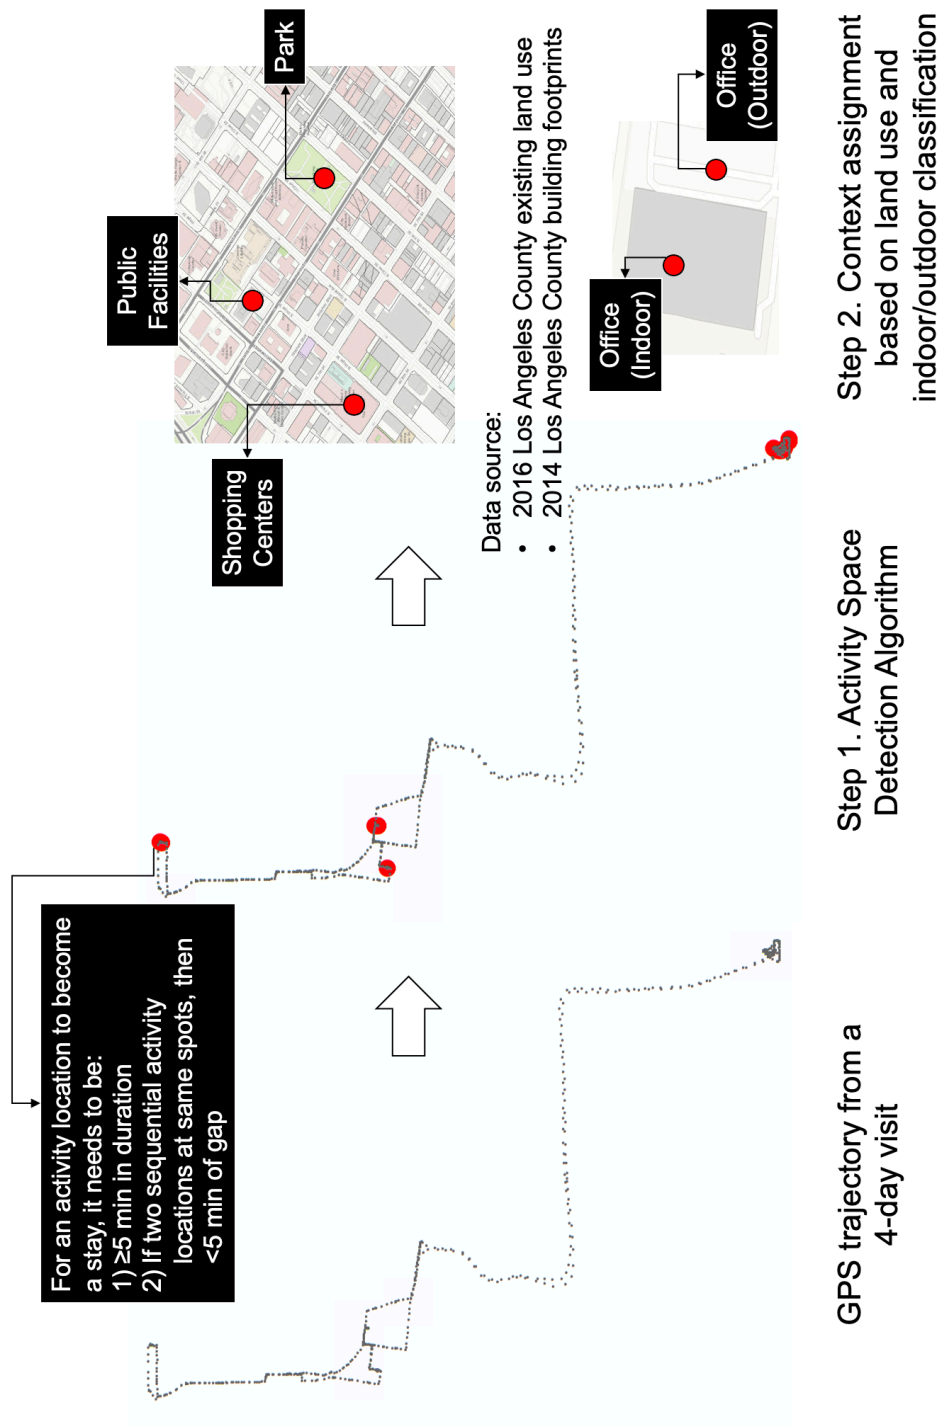 For an activity location to become
a stay, it needs to be:
1) ≥5 min in duration
2) If two sequential activity
locations at same spots, then
<5 min of gap
Shopping
Centers
Public
Facilities
Park
Data source:
• 2016 Los Angeles County existing land use
• 2014 Los Angeles County building footprints
Office
(Indoor)
Office
(Outdoor)
GPS trajectory from a
4-day visit
Step 1. Activity Space
Detection Algorithm
Step 2. Context assignment
based on land use and
indoor/outdoor classification